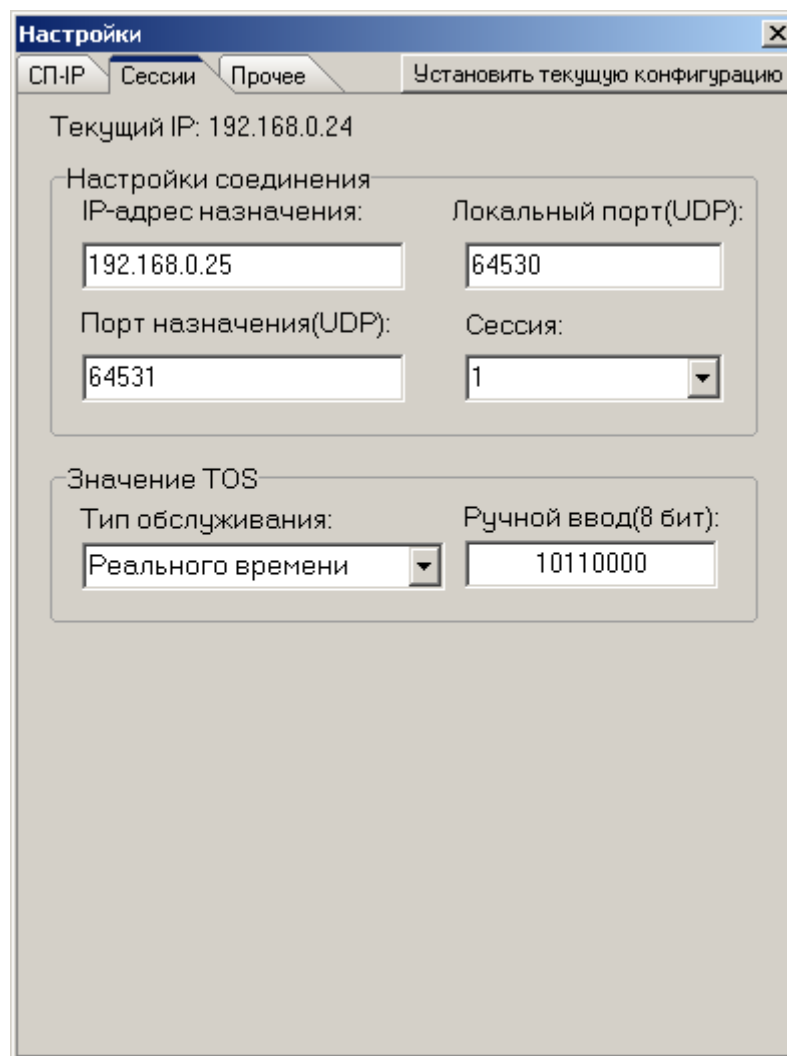 Настройки
СП-IP Сессии Прочее Установить текущую конфигурацию
Текущий IP: 192.168.0.24
Настройки соединения
IP-адрес назначения: Локальный порт(UDP):
192.168.0.25 64530
Порт назначения(UDP): Сессия:
64531 1
Значение TOS
Тип обслуживания: Ручной ввод(8 бит):
Реального времени 10110000